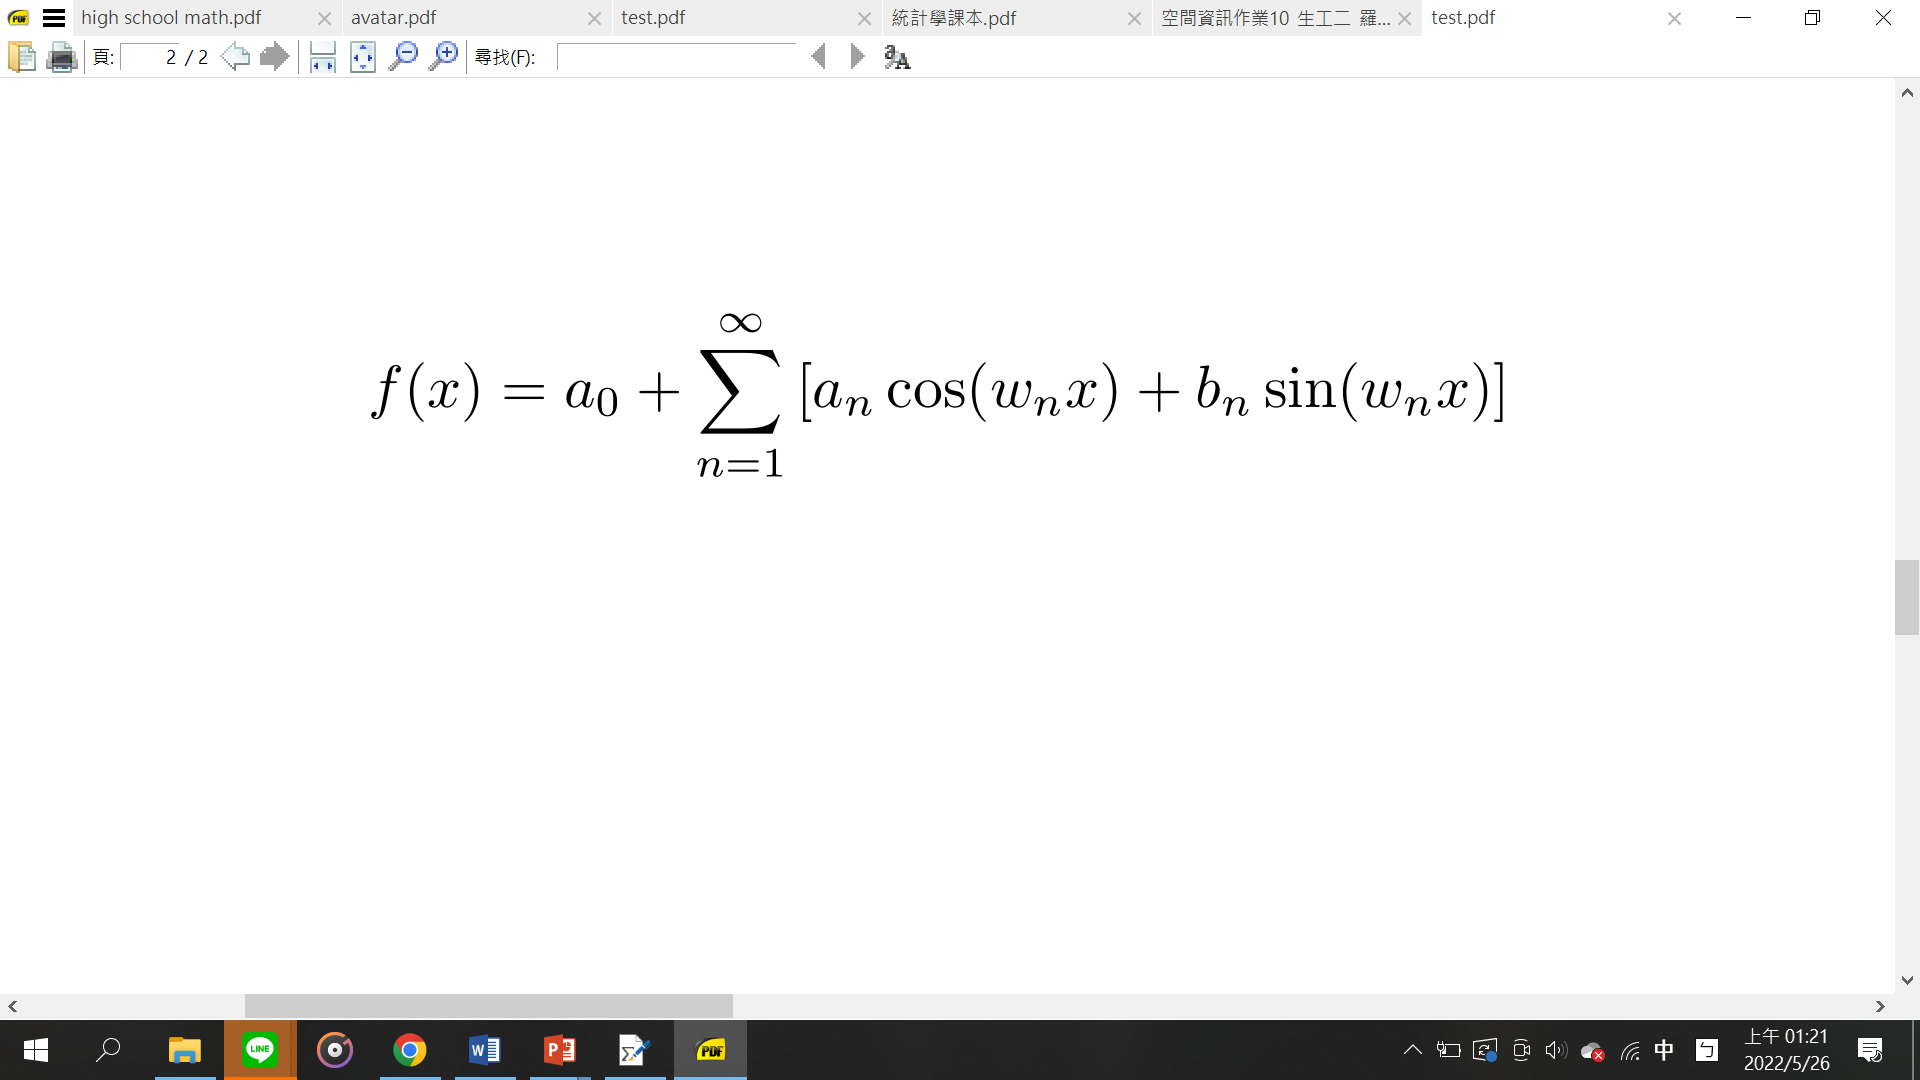 high school math.pdf
avatar.pdf
test.pdf
統計學課本.pdf
空間資訊作業10 生工二 羅...
test.pdf
頁: 2 / 2
尋找(F):
f(x) = a₀ + ∑_{n=1}^{∞} [aₙ cos(wₙx) + bₙ sin(wₙx)]
LINE
PDF
中
ㄅ
上午 01:21
2022/5/26